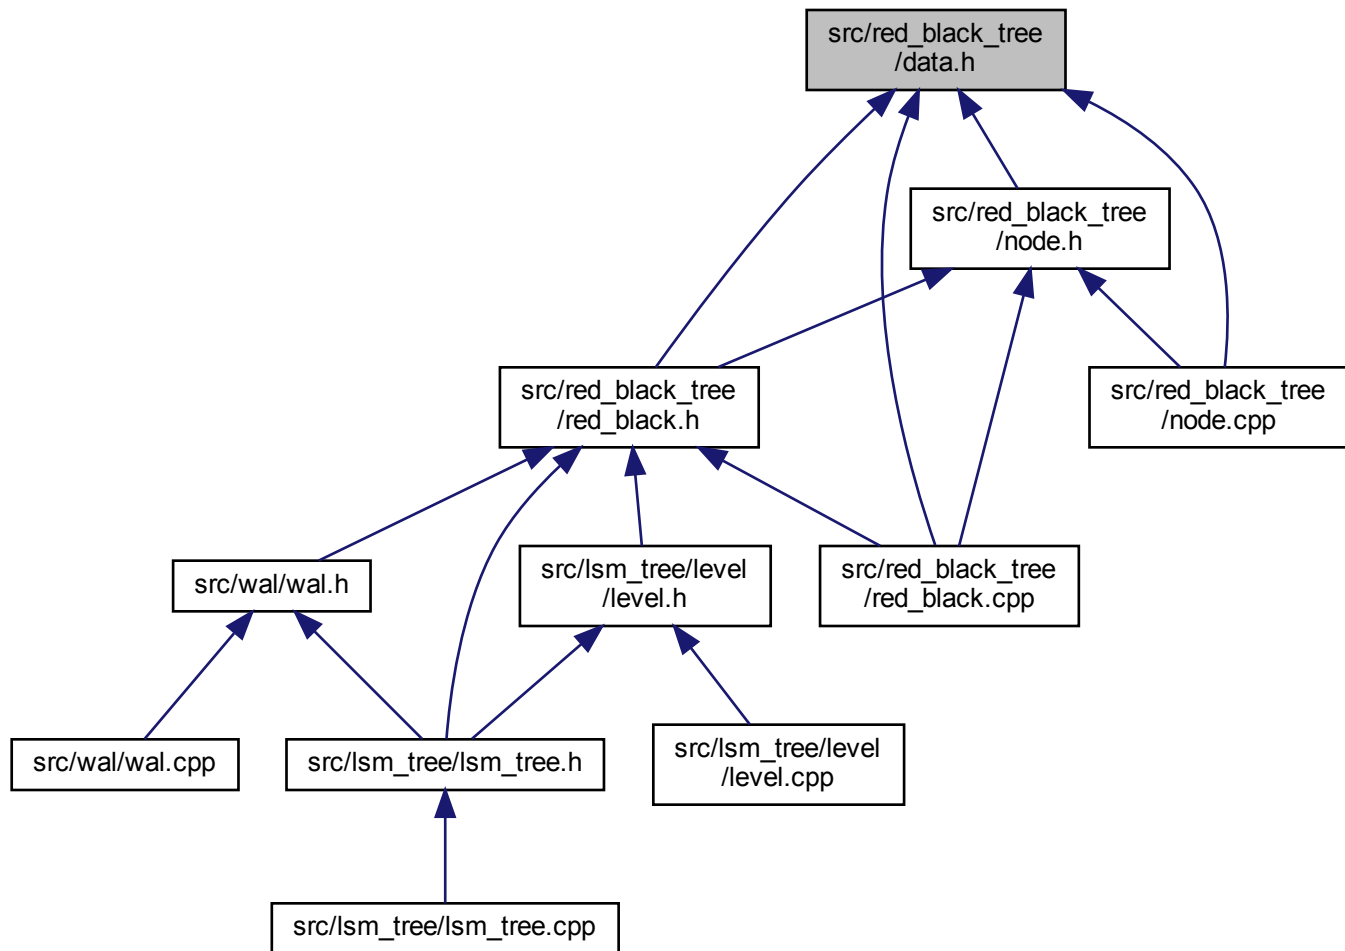 src/red_black_tree
/data.h
src/red_black_tree
/node.h
src/red_black_tree
/red_black.h
src/red_black_tree
/node.cpp
src/wal/wal.h
src/lsm_tree/level
/level.h
src/red_black_tree
/red_black.cpp
src/wal/wal.cpp
src/lsm_tree/lsm_tree.h
src/lsm_tree/level
/level.cpp
src/lsm_tree/lsm_tree.cpp